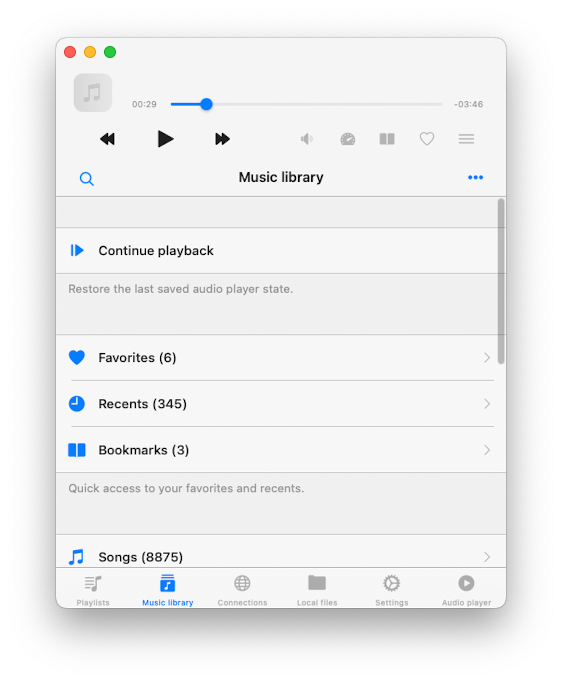 00:29
-03:46
Music library
Continue playback
Restore the last saved audio player state.
Favorites (6)
Recents (345)
Bookmarks (3)
Quick access to your favorites and recents.
Songs (8875)
Playlists Music library Connections Local files Settings Audio player